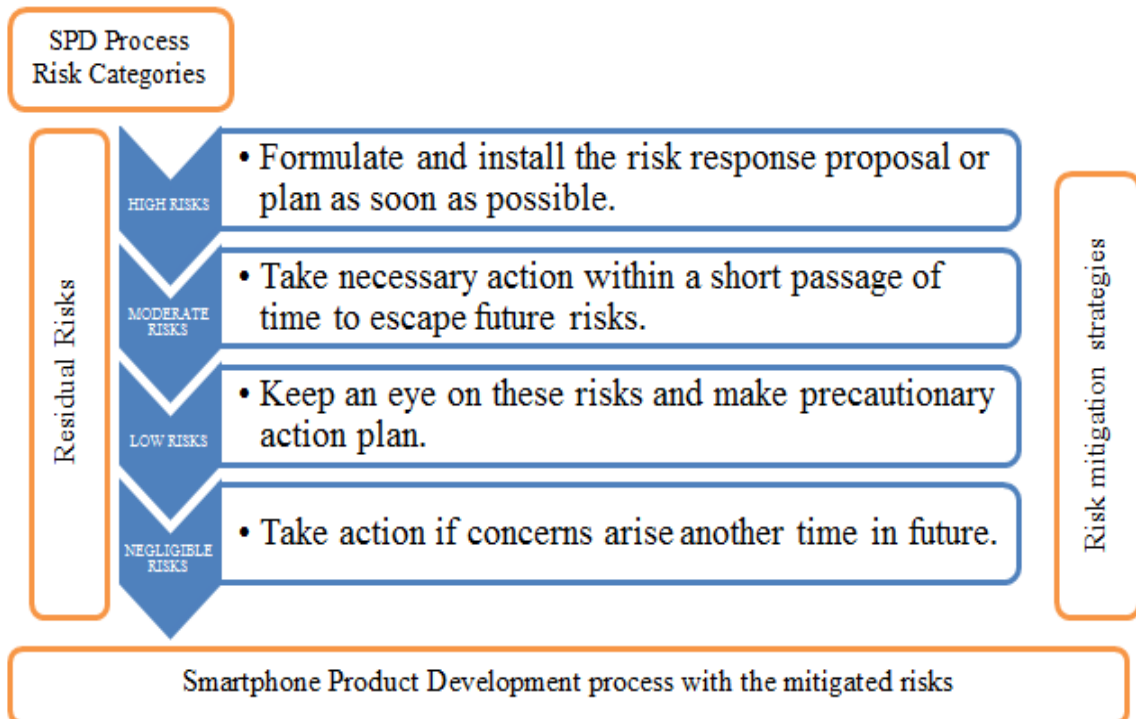 SPD Process
Risk Categories
Residual Risks
HIGH RISKS
• Formulate and install the risk response proposal or
plan as soon as possible.
MODERATE
RISKS
• Take necessary action within a short passage of
time to escape future risks.
LOW RISKS
• Keep an eye on these risks and make precautionary
action plan.
NEGLIGIBLE
RISKS
• Take action if concerns arise another time in future.
Risk mitigation strategies
Smartphone Product Development process with the mitigated risks